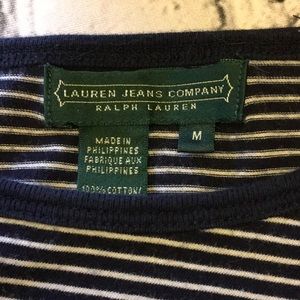 LAUREN JEANS COMPANY
RALPH LAUREN
M
MADE IN
PHILIPPINES
FABRIQUE AUX
PHILIPPINES
100% COTTON/